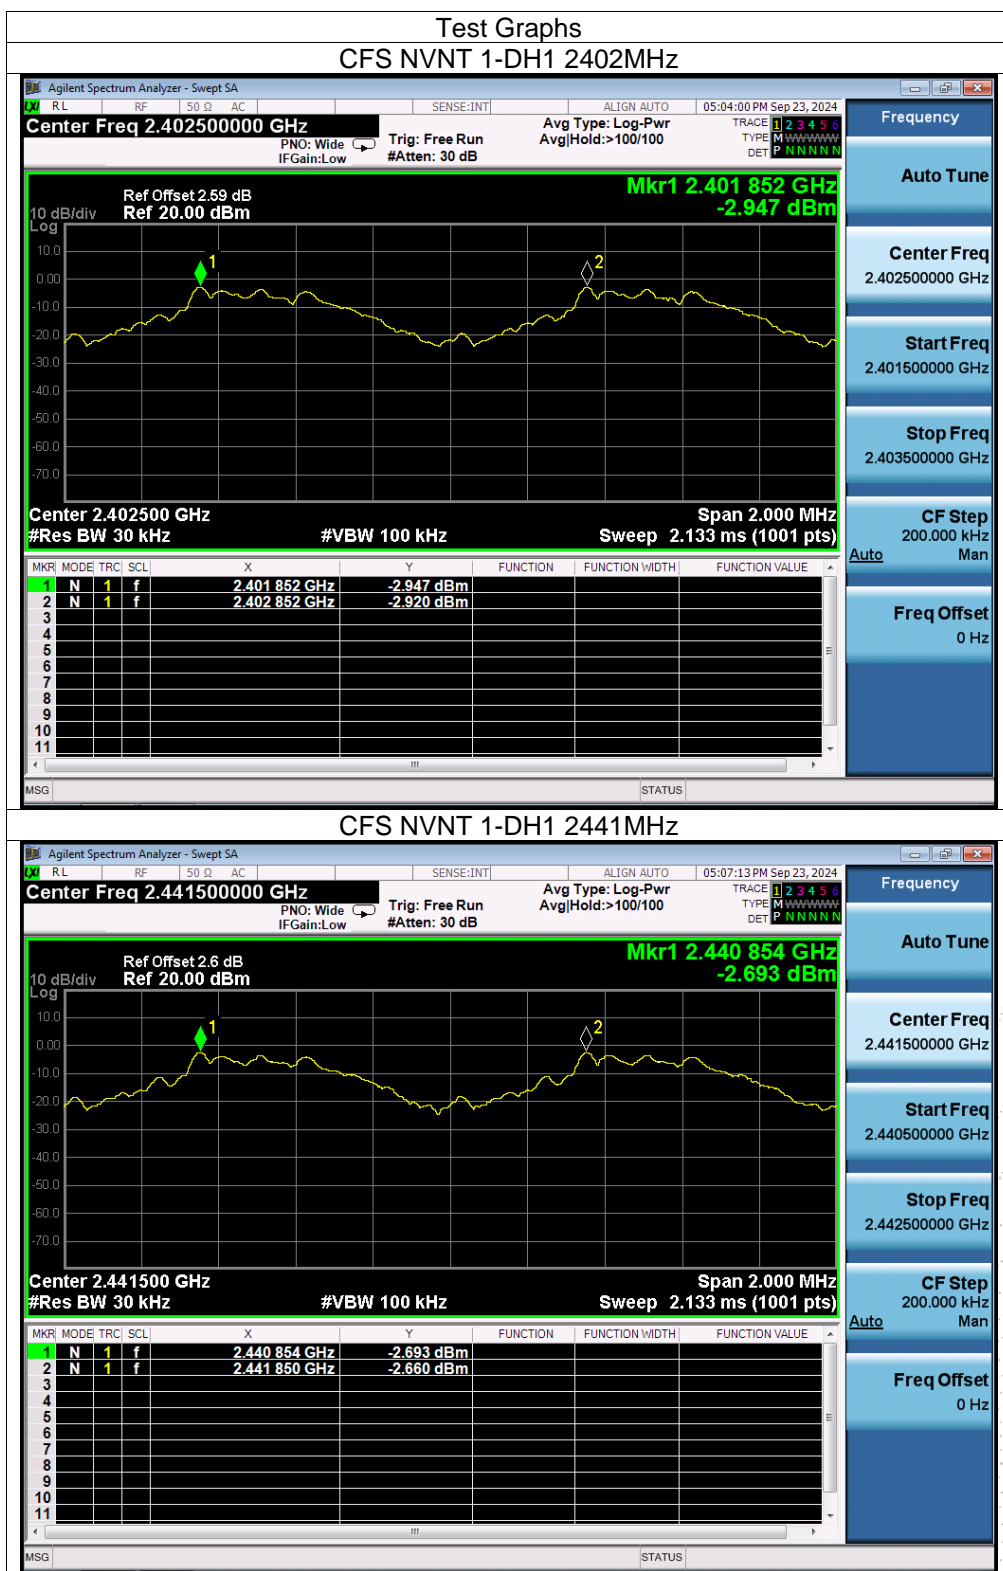 Test Graphs
CFS NVNT 1-DH1 2402MHz
Agilent Spectrum Analyzer - Swept SA
LXI RL RF 50 Ω AC SENSE:INT ALIGN AUTO 05:04:00 PM Sep 23, 2024
Center Freq 2.402500000 GHz
PNO: Wide
IFGain:Low
Trig: Free Run
#Atten: 30 dB
Avg Type: Log-Pwr
Avg|Hold:>100/100
TRACE 1 2 3 4 5 6
TYPE M W W W W W
DET P N N N N N
Frequency
Mkr1 2.401 852 GHz
-2.947 dBm
Ref Offset 2.59 dB
10 dB/div Ref 20.00 dBm
Log
10.0
0.00
-10.0
-20.0
-30.0
-40.0
-50.0
-60.0
-70.0
1
2
Center 2.402500 GHz Span 2.000 MHz
#Res BW 30 kHz #VBW 100 kHz Sweep 2.133 ms (1001 pts)
MKR MODE TRC SCL X Y FUNCTION FUNCTION WIDTH FUNCTION VALUE
1 N 1 f 2.401 852 GHz -2.947 dBm
2 N 1 f 2.402 852 GHz -2.920 dBm
3
4
5
6
7
8
9
10
11
MSG STATUS
Auto Tune
Center Freq
2.402500000 GHz
Start Freq
2.401500000 GHz
Stop Freq
2.403500000 GHz
CF Step
200.000 kHz
Auto Man
Freq Offset
0 Hz
CFS NVNT 1-DH1 2441MHz
Agilent Spectrum Analyzer - Swept SA
LXI RL RF 50 Ω AC SENSE:INT ALIGN AUTO 05:07:13 PM Sep 23, 2024
Center Freq 2.441500000 GHz
PNO: Wide
IFGain:Low
Trig: Free Run
#Atten: 30 dB
Avg Type: Log-Pwr
Avg|Hold:>100/100
TRACE 1 2 3 4 5 6
TYPE M W W W W W
DET P N N N N N
Frequency
Mkr1 2.440 854 GHz
-2.693 dBm
Ref Offset 2.6 dB
10 dB/div Ref 20.00 dBm
Log
10.0
0.00
-10.0
-20.0
-30.0
-40.0
-50.0
-60.0
-70.0
1
2
Center 2.441500 GHz Span 2.000 MHz
#Res BW 30 kHz #VBW 100 kHz Sweep 2.133 ms (1001 pts)
MKR MODE TRC SCL X Y FUNCTION FUNCTION WIDTH FUNCTION VALUE
1 N 1 f 2.440 854 GHz -2.693 dBm
2 N 1 f 2.441 850 GHz -2.660 dBm
3
4
5
6
7
8
9
10
11
MSG STATUS
Auto Tune
Center Freq
2.441500000 GHz
Start Freq
2.440500000 GHz
Stop Freq
2.442500000 GHz
CF Step
200.000 kHz
Auto Man
Freq Offset
0 Hz